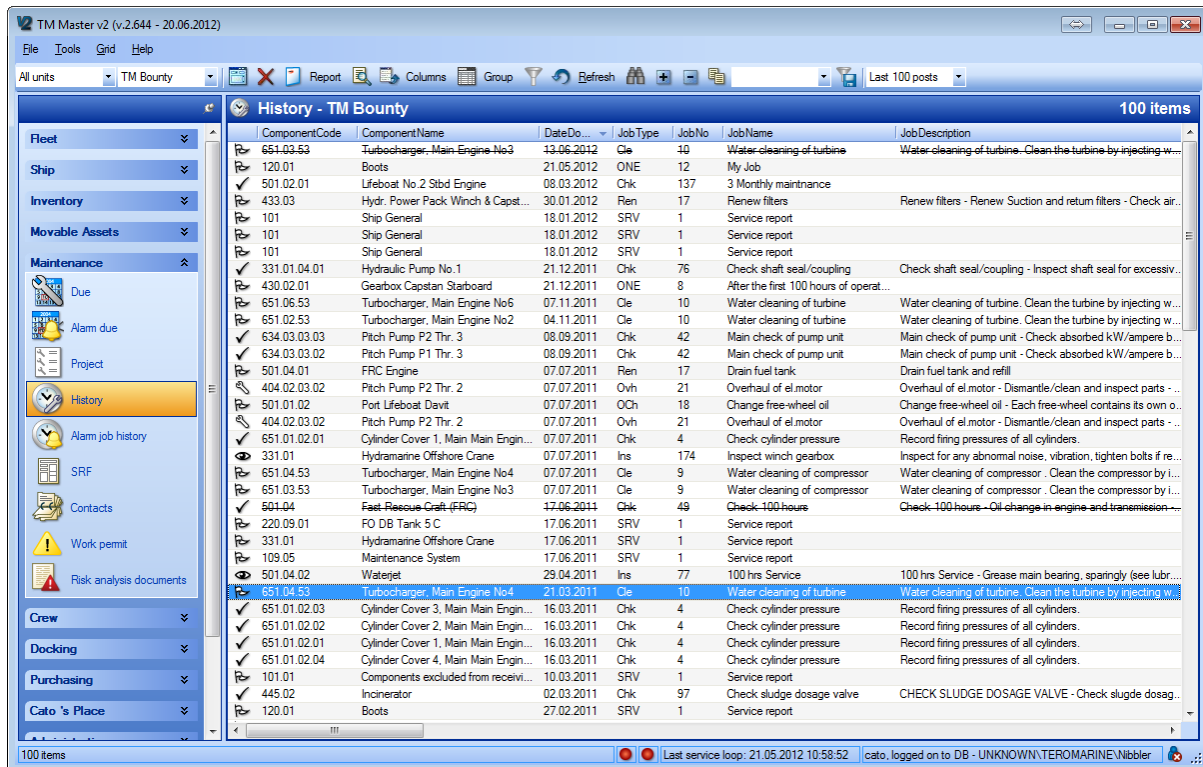 TM Master v2 (v.2.644 - 20.06.2012)
File Tools Grid Help
All units TM Bounty Report Columns Group Refresh Last 100 posts
History - TM Bounty 100 items
Fleet
Ship
Inventory
Movable Assets
Maintenance
Due
Alarm due
Project
History
Alarm job history
SRF
Contacts
Work permit
Risk analysis documents
Crew
Docking
Purchasing
Cato 's Place
ComponentCode ComponentName DateDo... JobType JobNo JobName JobDescription
651.03.53 Turbocharger, Main Engine No3 13.06.2012 Cle 10 Water cleaning of turbine Water cleaning of turbine. Clean the turbine by injecting w...
120.01 Boots 21.05.2012 ONE 12 My Job
501.02.01 Lifeboat No.2 Stbd Engine 08.03.2012 Chk 137 3 Monthly maintnance
433.03 Hydr. Power Pack Winch & Capst... 30.01.2012 Ren 17 Renew filters Renew filters - Renew Suction and return filters - Check air...
101 Ship General 18.01.2012 SRV 1 Service report
101 Ship General 18.01.2012 SRV 1 Service report
101 Ship General 18.01.2012 SRV 1 Service report
331.01.04.01 Hydraulic Pump No.1 21.12.2011 Chk 76 Check shaft seal/coupling Check shaft seal/coupling - Inspect shaft seal for excessiv...
430.02.01 Gearbox Capstan Starboard 21.12.2011 ONE 8 After the first 100 hours of operat...
651.06.53 Turbocharger, Main Engine No6 07.11.2011 Cle 10 Water cleaning of turbine Water cleaning of turbine. Clean the turbine by injecting w...
651.02.53 Turbocharger, Main Engine No2 04.11.2011 Cle 10 Water cleaning of turbine Water cleaning of turbine. Clean the turbine by injecting w...
634.03.03.03 Pitch Pump P2 Thr. 3 08.09.2011 Chk 42 Main check of pump unit Main check of pump unit - Check absorbed kW/ampere b...
634.03.03.02 Pitch Pump P1 Thr. 3 08.09.2011 Chk 42 Main check of pump unit Main check of pump unit - Check absorbed kW/ampere b...
501.04.01 FRC Engine 07.07.2011 Ren 17 Drain fuel tank Drain fuel tank and refill
404.02.03.02 Pitch Pump P2 Thr. 2 07.07.2011 Ovh 21 Overhaul of el.motor Overhaul of el.motor - Dismantle/clean and inspect parts - ...
501.01.02 Port Lifeboat Davit 07.07.2011 OCh 18 Change free-wheel oil Change free-wheel oil - Each free-wheel contains its own o...
404.02.03.02 Pitch Pump P2 Thr. 2 07.07.2011 Ovh 21 Overhaul of el.motor Overhaul of el.motor - Dismantle/clean and inspect parts - ...
651.01.02.01 Cylinder Cover 1, Main Main Engin... 07.07.2011 Chk 4 Check cylinder pressure Record firing pressures of all cylinders.
331.01 Hydramarine Offshore Crane 07.07.2011 Ins 174 Inspect winch gearbox Inspect for any abnomal noise, vibration, tighten bolts if re...
651.04.53 Turbocharger, Main Engine No4 07.07.2011 Cle 9 Water cleaning of compressor Water cleaning of compressor . Clean the compressor by i...
651.03.53 Turbocharger, Main Engine No3 07.07.2011 Cle 9 Water cleaning of compressor Water cleaning of compressor . Clean the compressor by i...
501.04 Fast Rescue Craft (FRC) 17.06.2011 Chk 49 Check 100 hours Check 100 hours - Oil change in engine and transmission -...
220.09.01 FO DB Tank 5 C 17.06.2011 SRV 1 Service report
331.01 Hydramarine Offshore Crane 17.06.2011 SRV 1 Service report
109.05 Maintenance System 17.06.2011 SRV 1 Service report
501.04.02 Waterjet 29.04.2011 Ins 77 100 hrs Service 100 hrs Service - Grease main bearing, sparingly (see lubr....
651.04.53 Turbocharger, Main Engine No4 21.03.2011 Cle 10 Water cleaning of turbine Water cleaning of turbine. Clean the turbine by injecting w...
651.01.02.03 Cylinder Cover 3, Main Main Engin... 16.03.2011 Chk 4 Check cylinder pressure Record firing pressures of all cylinders.
651.01.02.02 Cylinder Cover 2, Main Main Engin... 16.03.2011 Chk 4 Check cylinder pressure Record firing pressures of all cylinders.
651.01.02.01 Cylinder Cover 1, Main Main Engin... 16.03.2011 Chk 4 Check cylinder pressure Record firing pressures of all cylinders.
651.01.02.04 Cylinder Cover 4, Main Main Engin... 16.03.2011 Chk 4 Check cylinder pressure Record firing pressures of all cylinders.
101.01 Components excluded from receivi... 10.03.2011 SRV 1 Service report
445.02 Incinerator 02.03.2011 Chk 97 Check sludge dosage valve CHECK SLUDGE DOSAGE VALVE - Check slugde dosag...
120.01 Boots 27.02.2011 SRV 1 Service report
100 items Last service loop: 21.05.2012 10:58:52 cato, logged on to DB - UNKNOWN\TEROMARINE\Nibbler